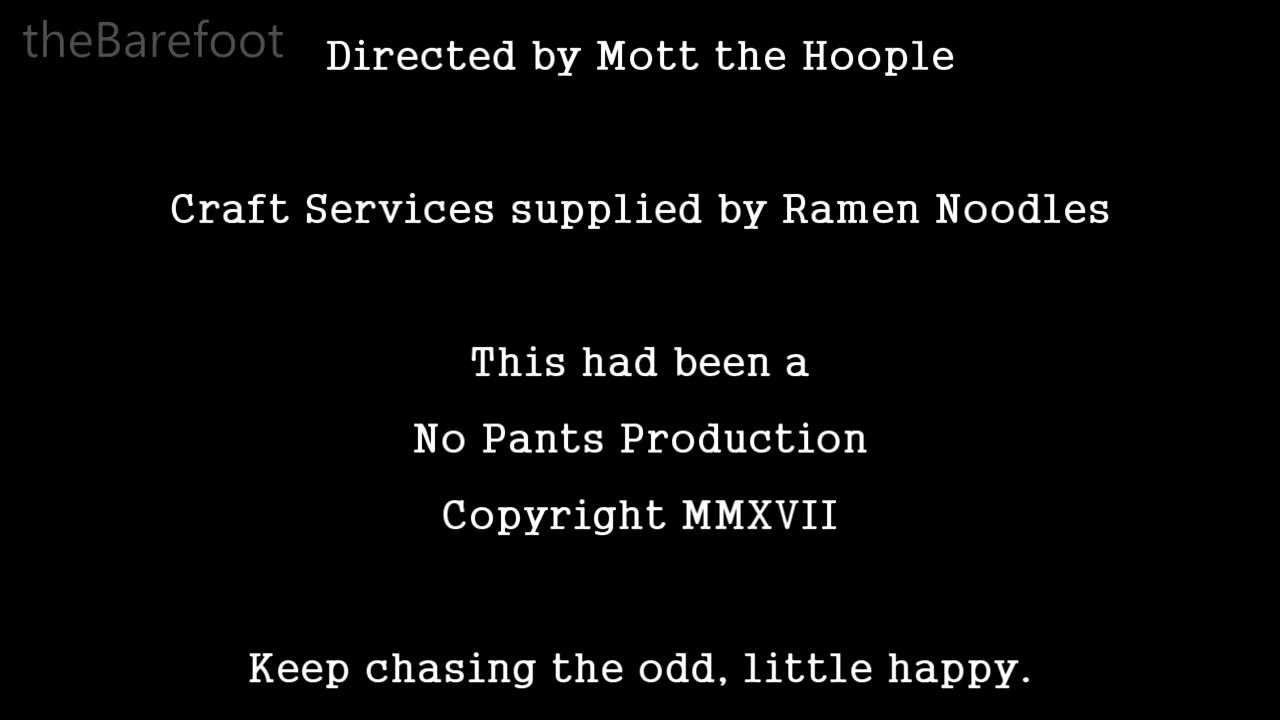 theBarefoot
Directed by Mott the Hoople
Craft Services supplied by Ramen Noodles
This had been a
No Pants Production
Copyright MMXVII
Keep chasing the odd, little happy.